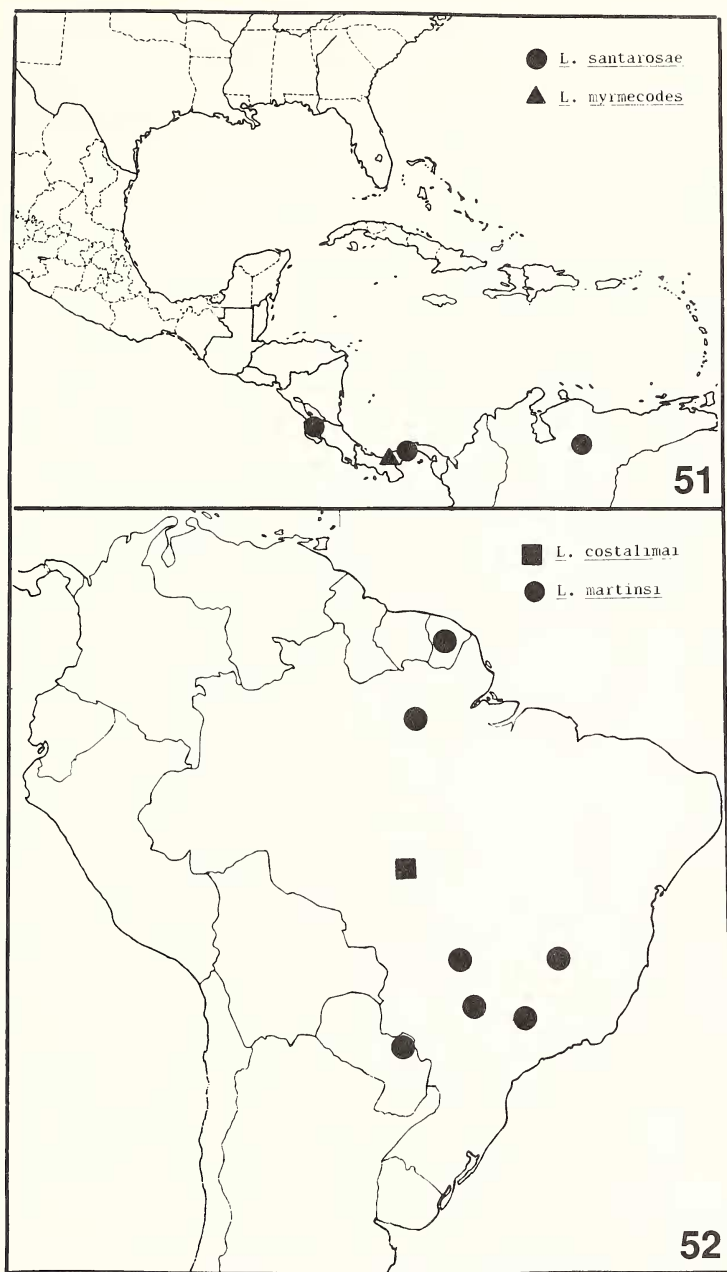 L. santarosae
L. myrmecodes
51
L. costalimai
L. martinsi
52